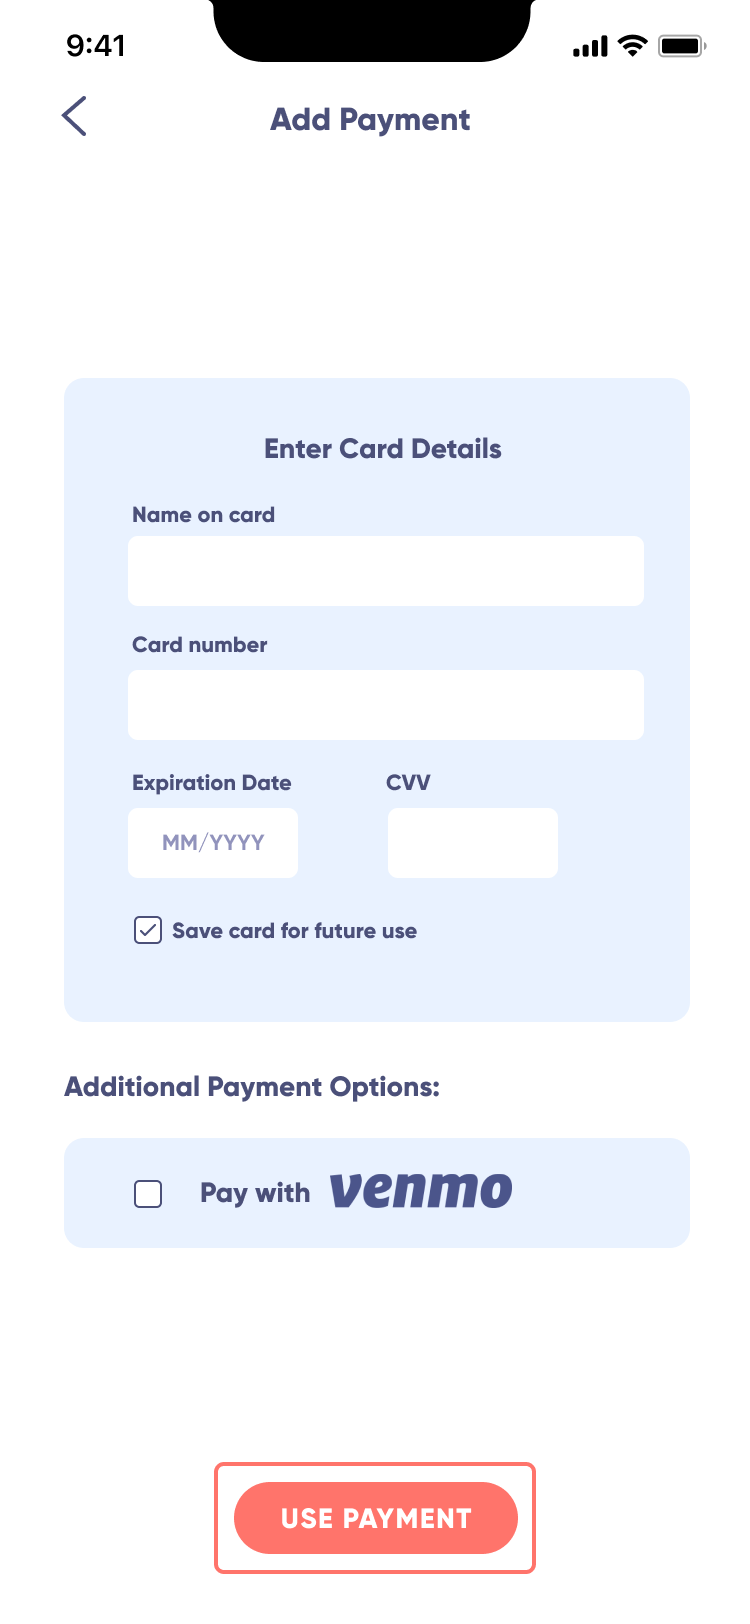 9:41
Add Payment
Enter Card Details
Name on card
Card number
Expiration Date CVV
MM/YYYY
Save card for future use
Additional Payment Options:
Pay with venmo
USE PAYMENT